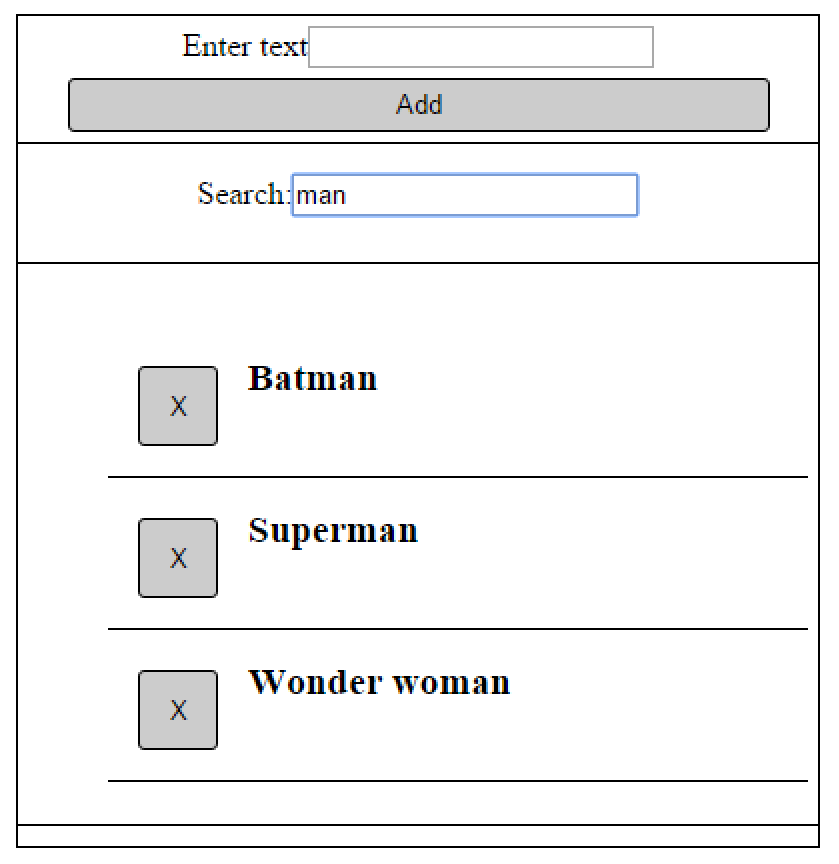 Enter text
Add
Search: man
X Batman
X Superman
X Wonder woman